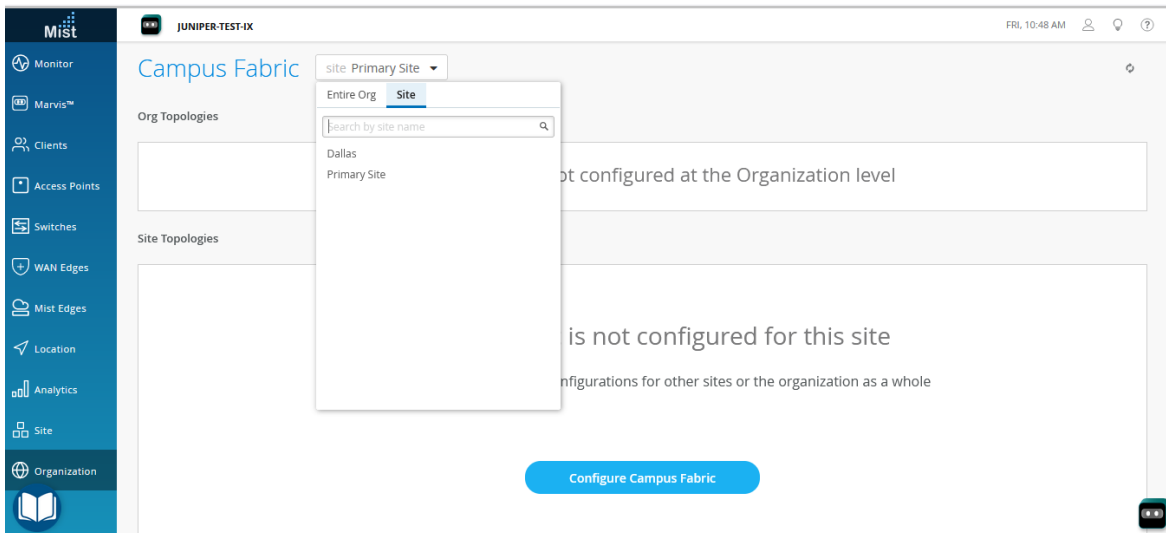 Mist
JUNIPER-TEST-IX
FRI, 10:48 AM
Monitor
Marvis™
Clients
Access Points
Switches
WAN Edges
Mist Edges
Location
Analytics
Site
Organization
Campus Fabric
site Primary Site
Entire Org Site
Search by site name
Dallas
Primary Site
Org Topologies
ot configured at the Organization level
Site Topologies
is not configured for this site
nfigurations for other sites or the organization as a whole
Configure Campus Fabric